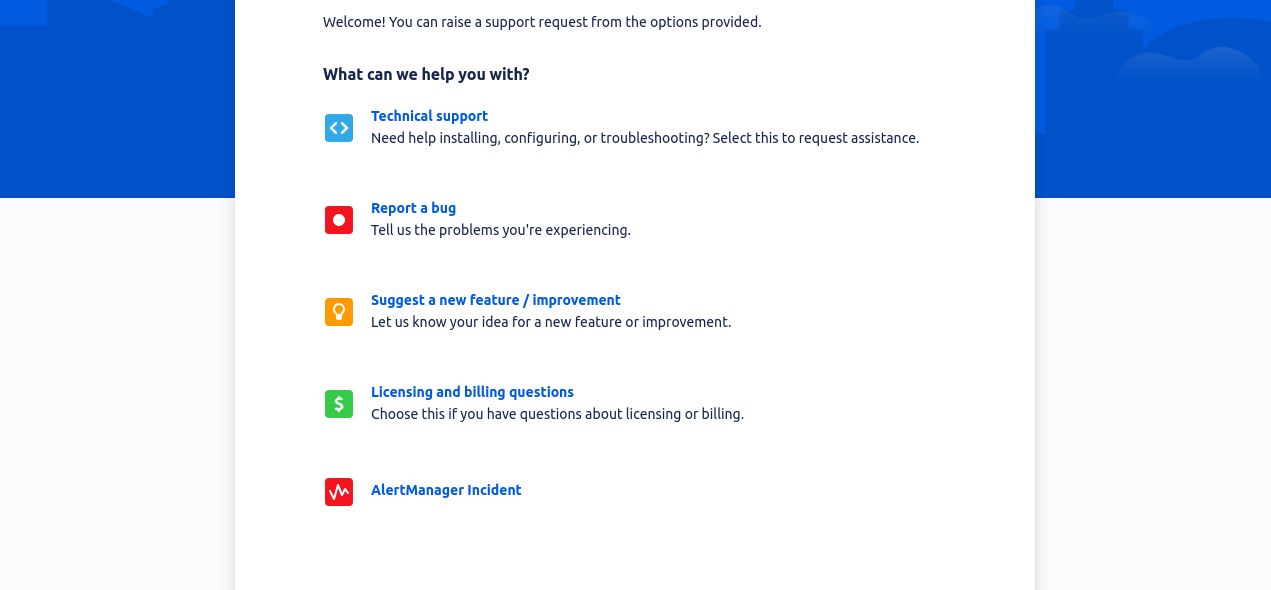 Welcome! You can raise a support request from the options provided.
What can we help you with?
Technical support
Need help installing, configuring, or troubleshooting? Select this to request assistance.
Report a bug
Tell us the problems you're experiencing.
Suggest a new feature / improvement
Let us know your idea for a new feature or improvement.
Licensing and billing questions
Choose this if you have questions about licensing or billing.
AlertManager Incident